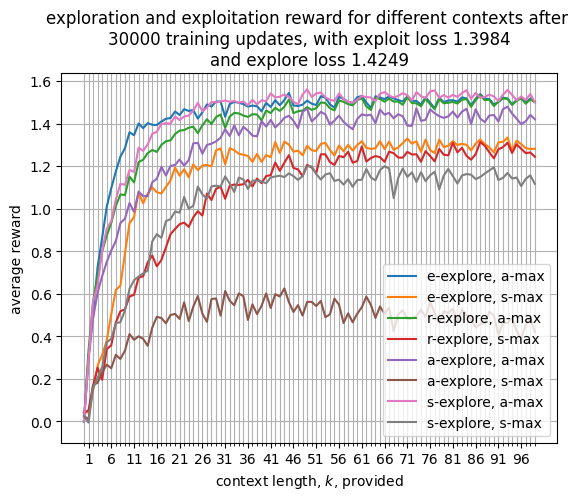 exploration and exploitation reward for different contexts after
30000 training updates, with exploit loss 1.3984
and explore loss 1.4249
1.6
1.4
1.2
1.0
0.8
0.6
0.4
0.2
0.0
average reward
e-explore, a-max
e-explore, s-max
r-explore, a-max
r-explore, s-max
a-explore, a-max
a-explore, s-max
s-explore, a-max
s-explore, s-max
1 6 11 16 21 26 31 36 41 46 51 56 61 66 71 76 81 86 91 96
context length, k, provided